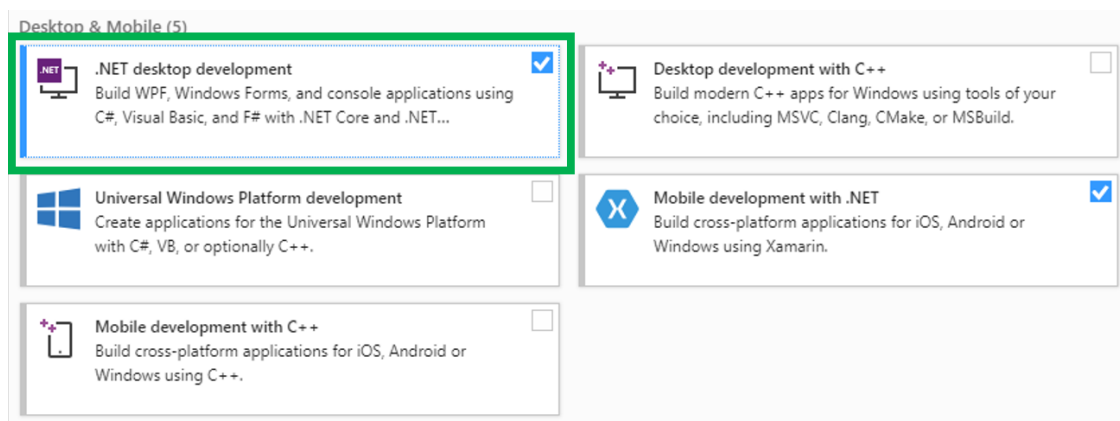 Desktop & Mobile (5)
.NET
.NET desktop development
Build WPF, Windows Forms, and console applications using
C#, Visual Basic, and F# with .NET Core and .NET...
Desktop development with C++
Build modern C++ apps for Windows using tools of your
choice, including MSVC, Clang, CMake, or MSBuild.
Universal Windows Platform development
Create applications for the Universal Windows Platform
with C#, VB, or optionally C++.
Mobile development with .NET
Build cross-platform applications for iOS, Android or
Windows using Xamarin.
Mobile development with C++
Build cross-platform applications for iOS, Android or
Windows using C++.